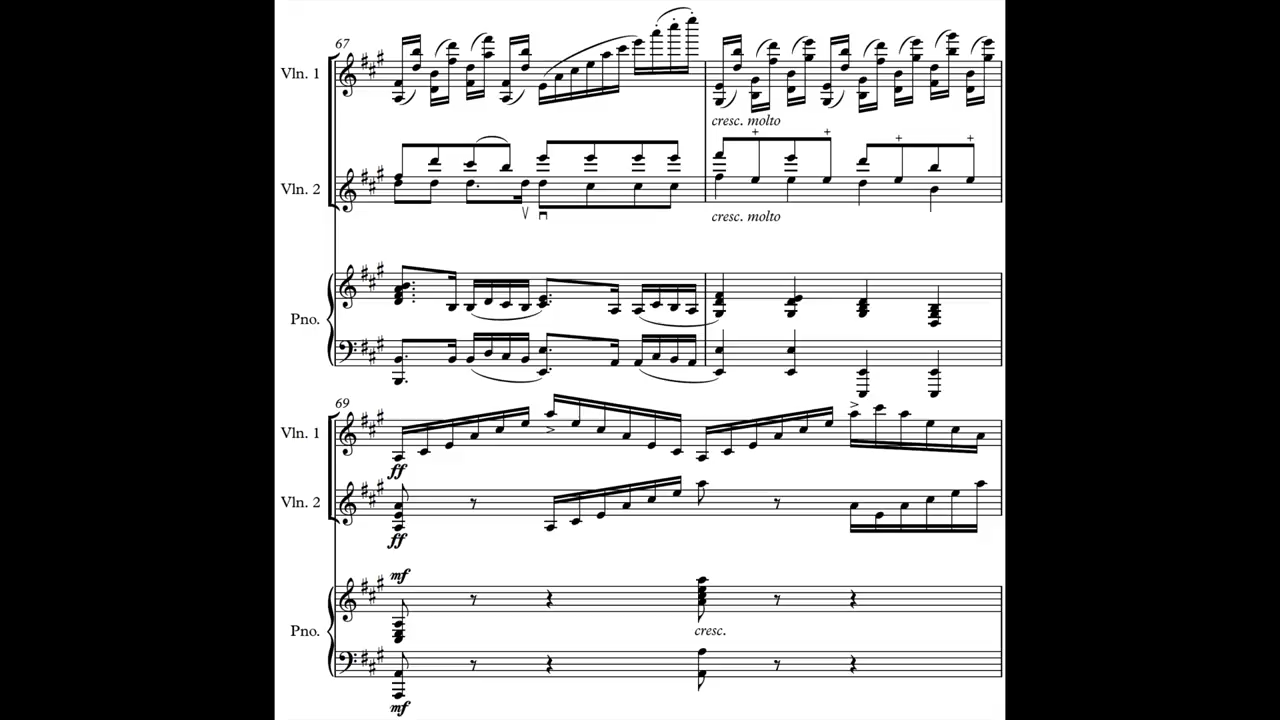 67
Vln. 1
cresc. molto
Vln. 2
cresc. molto
Pno.
69
Vln. 1
ff
Vln. 2
ff
mf
Pno.
cresc.
mf